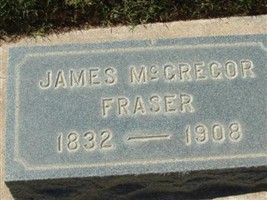 JAMES McGREGOR
FRASER
1832 — 1908